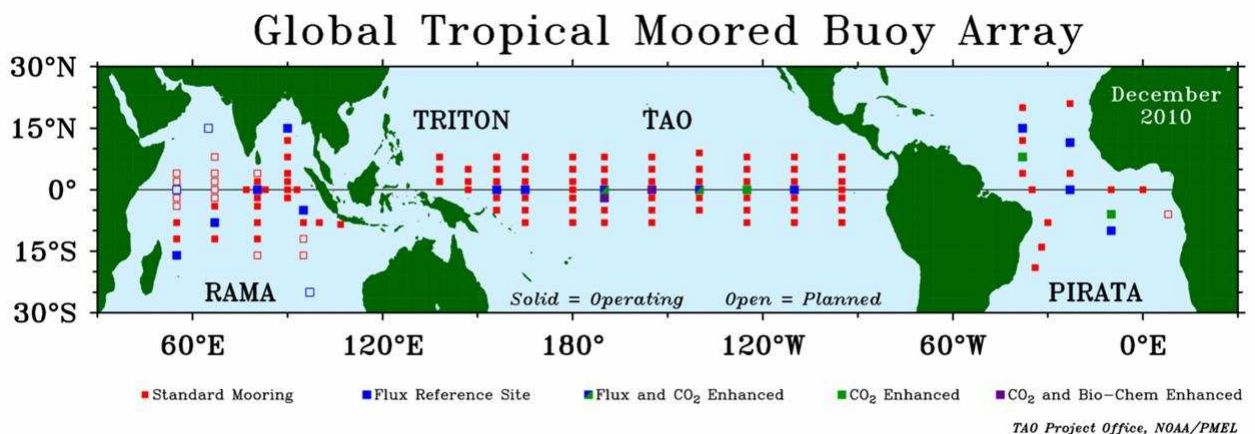 Global Tropical Moored Buoy Array
30°N
15°N
0°
15°S
30°S
TRITON
TAO
December
2010
RAMA
Solid = Operating
Open = Planned
PIRATA
60°E
120°E
180°
120°W
60°W
0°E
Standard Mooring
Flux Reference Site
Flux and CO₂ Enhanced
CO₂ Enhanced
CO₂ and Bio-Chem Enhanced
TAO Project Office, NOAA/PMEL